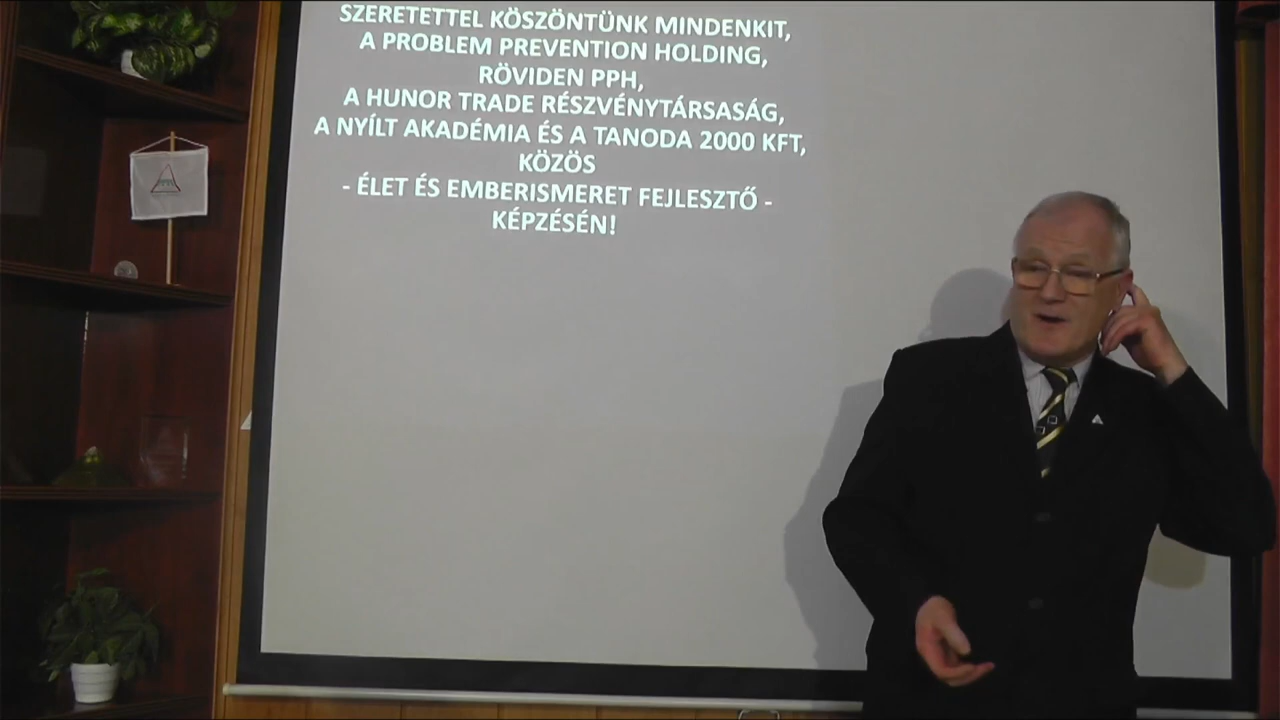 SZERETETTEL KÖSZÖNTÜNK MINDENKIT,
A PROBLEM PREVENTION HOLDING,
RÖVIDEN PPH,
A HUNOR TRADE RÉSZVÉNYTÁRSASÁG,
A NYÍLT AKADÉMIA ÉS A TANODA 2000 KFT,
KÖZÖS
- ÉLET ÉS EMBERISMERET FEJLESZTŐ -
KÉPZÉSÉN!